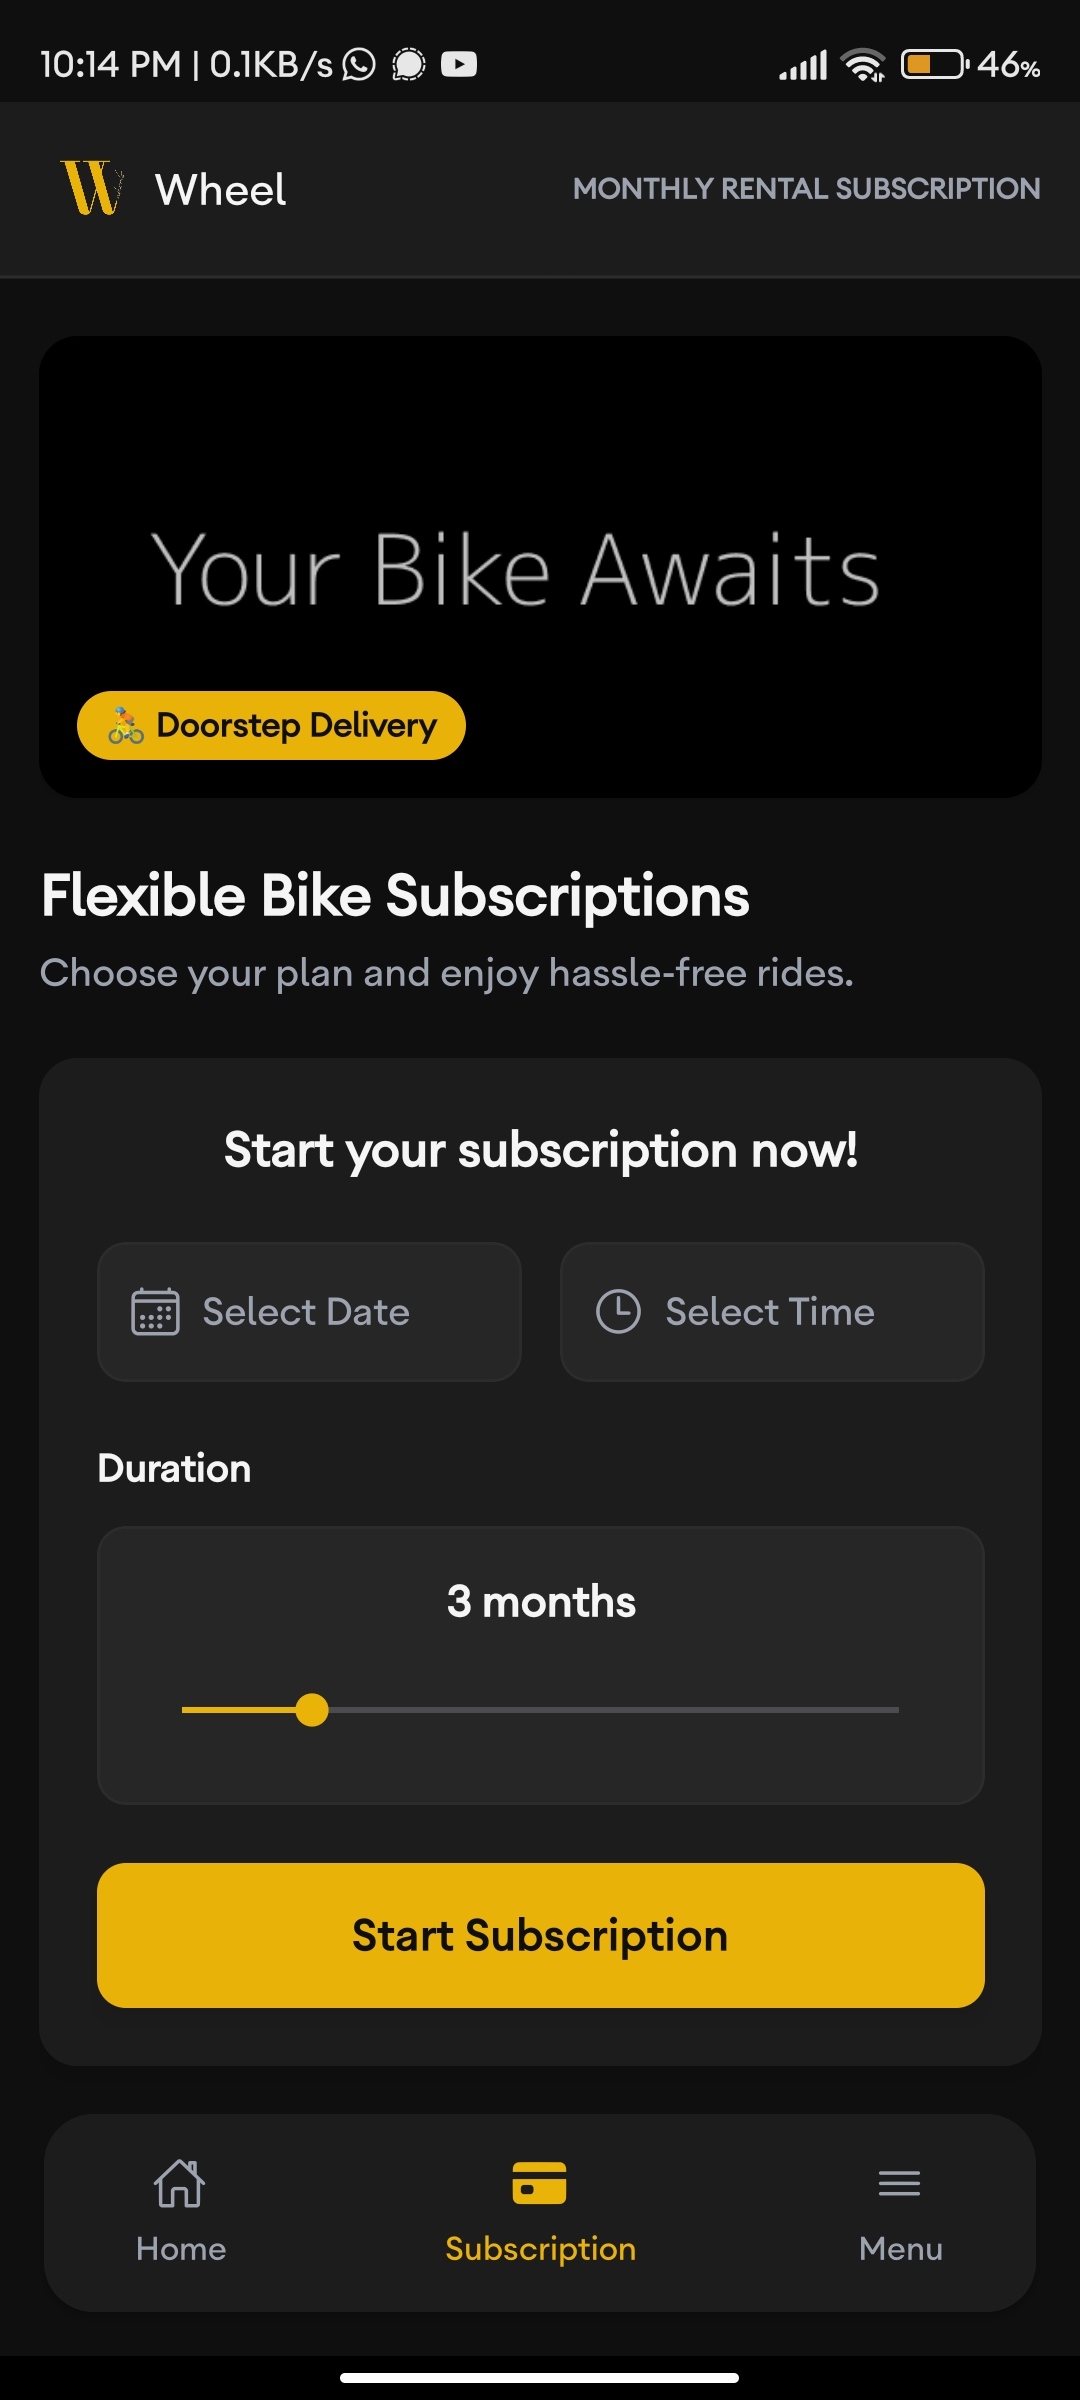 10:14 PM | 0.1KB/s
46%
W Wheel
MONTHLY RENTAL SUBSCRIPTION
Your Bike Awaits
🚴 Doorstep Delivery
Flexible Bike Subscriptions
Choose your plan and enjoy hassle-free rides.
Start your subscription now!
Select Date
Select Time
Duration
3 months
Start Subscription
Home
Subscription
Menu